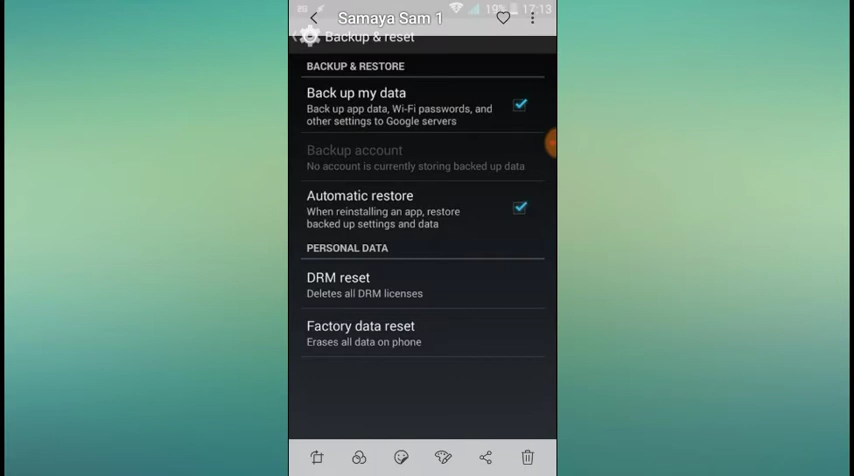 19% 17:13
Samaya Sam 1
Backup & reset
BACKUP & RESTORE
Back up my data
Back up app data, Wi-Fi passwords, and
other settings to Google servers
Backup account
No account is currently storing backed up data
Automatic restore
When reinstalling an app, restore
backed up settings and data
PERSONAL DATA
DRM reset
Deletes all DRM licenses
Factory data reset
Erases all data on phone